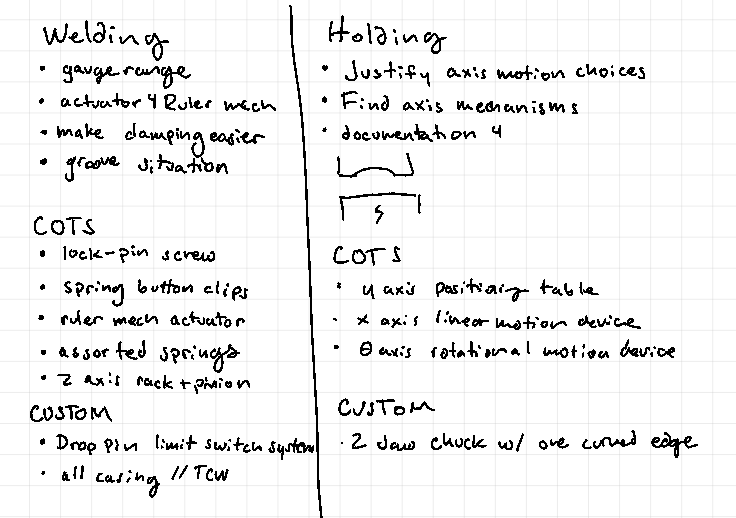 Welding
• gauge range
• actuator 4 Ruler mech
• make clamping easier
• groove situation
COTS
• lock-pin screw
• spring button clips
• ruler mech actuator
• assorted springs
• Z axis rack + pinion
CUSTOM
• Drop pin limit switch system
• all casing // TCW
Holding
• Justify axis motion choices
• Find axis mechanisms
• documentation 4
COTS
• y axis positioning table
• x axis linear motion device
• θ axis rotational motion device
CUSTOM
• 2 Jaw chuck w/ one curved edge